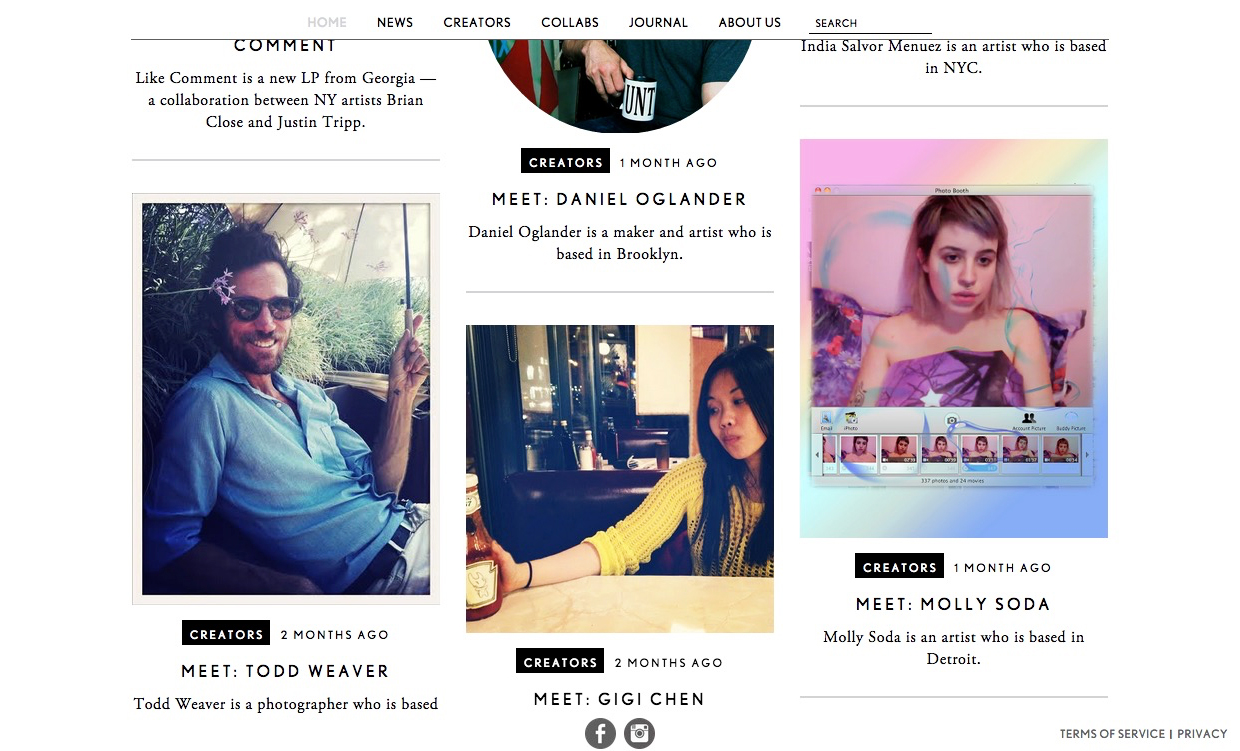 HOME NEWS CREATORS COLLABS JOURNAL ABOUT US SEARCH
COMMENT
Like Comment is a new LP from Georgia —
a collaboration between NY artists Brian
Close and Justin Tripp.
CREATORS 2 MONTHS AGO
MEET: TODD WEAVER
Todd Weaver is a photographer who is based
UNT
CREATORS 1 MONTH AGO
MEET: DANIEL OGLANDER
Daniel Oglander is a maker and artist who is
based in Brooklyn.
CREATORS 2 MONTHS AGO
MEET: GIGI CHEN
India Salvor Menuez is an artist who is based
in NYC.
Photo Booth
Email iPhoto Account Picture Buddy Picture
337 photos and 24 movies
CREATORS 1 MONTH AGO
MEET: MOLLY SODA
Molly Soda is an artist who is based in
Detroit.
TERMS OF SERVICE | PRIVACY